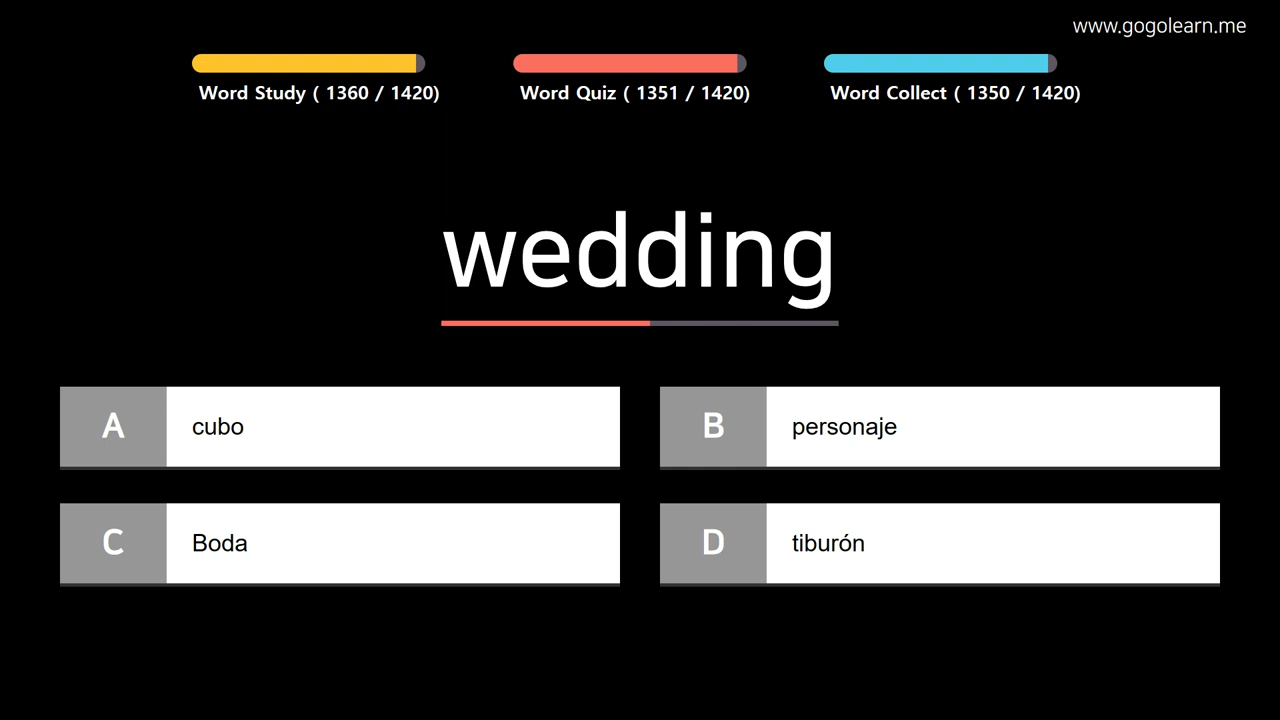 www.gogolearn.me
Word Study ( 1360 / 1420)
Word Quiz ( 1351 / 1420)
Word Collect ( 1350 / 1420)
wedding
A cubo
B personaje
C Boda
D tiburón